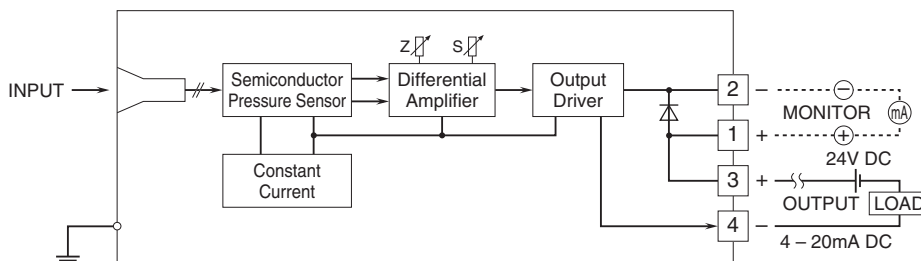 Z
S
INPUT
Semiconductor
Pressure Sensor
Differential
Amplifier
Output
Driver
2
−
−
MONITOR
mA
1
+
+
Constant
Current
24V DC
3
+
OUTPUT
LOAD
4
−
4 – 20mA DC